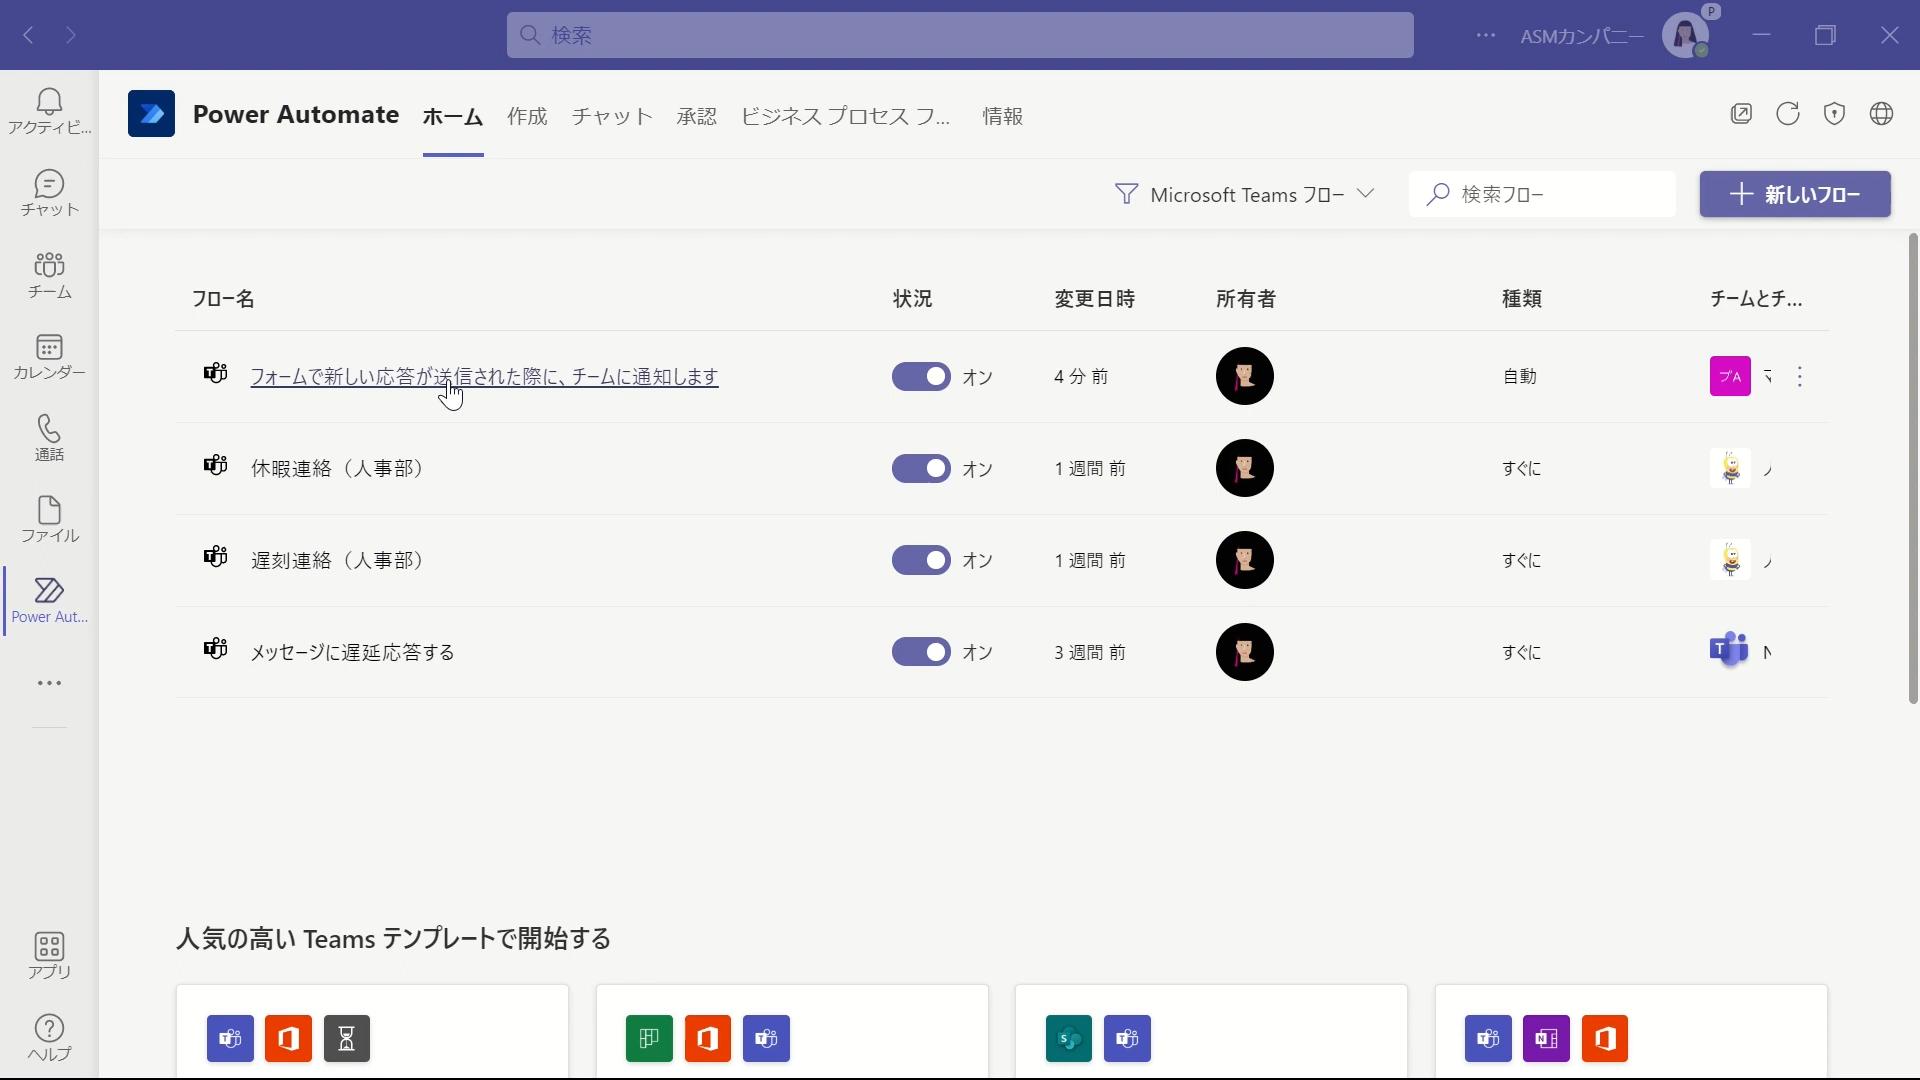 検索
ASMカンパニー
P
アクティビ...
チャット
チーム
カレンダー
通話
ファイル
Power Aut...
アプリ
ヘルプ
Power Automate ホーム 作成 チャット 承認 ビジネス プロセス フ... 情報
Microsoft Teams フロー 検索フロー 新しいフロー
フロー名 状況 変更日時 所有者 種類 チームとチ...
フォームで新しい応答が送信された際に、チームに通知します オン 4 分 前 自動 プA
休暇連絡（人事部） オン 1 週間 前 すぐに
遅刻連絡（人事部） オン 1 週間 前 すぐに
メッセージに遅延応答する オン 3 週間 前 すぐに N
人気の高い Teams テンプレートで開始する